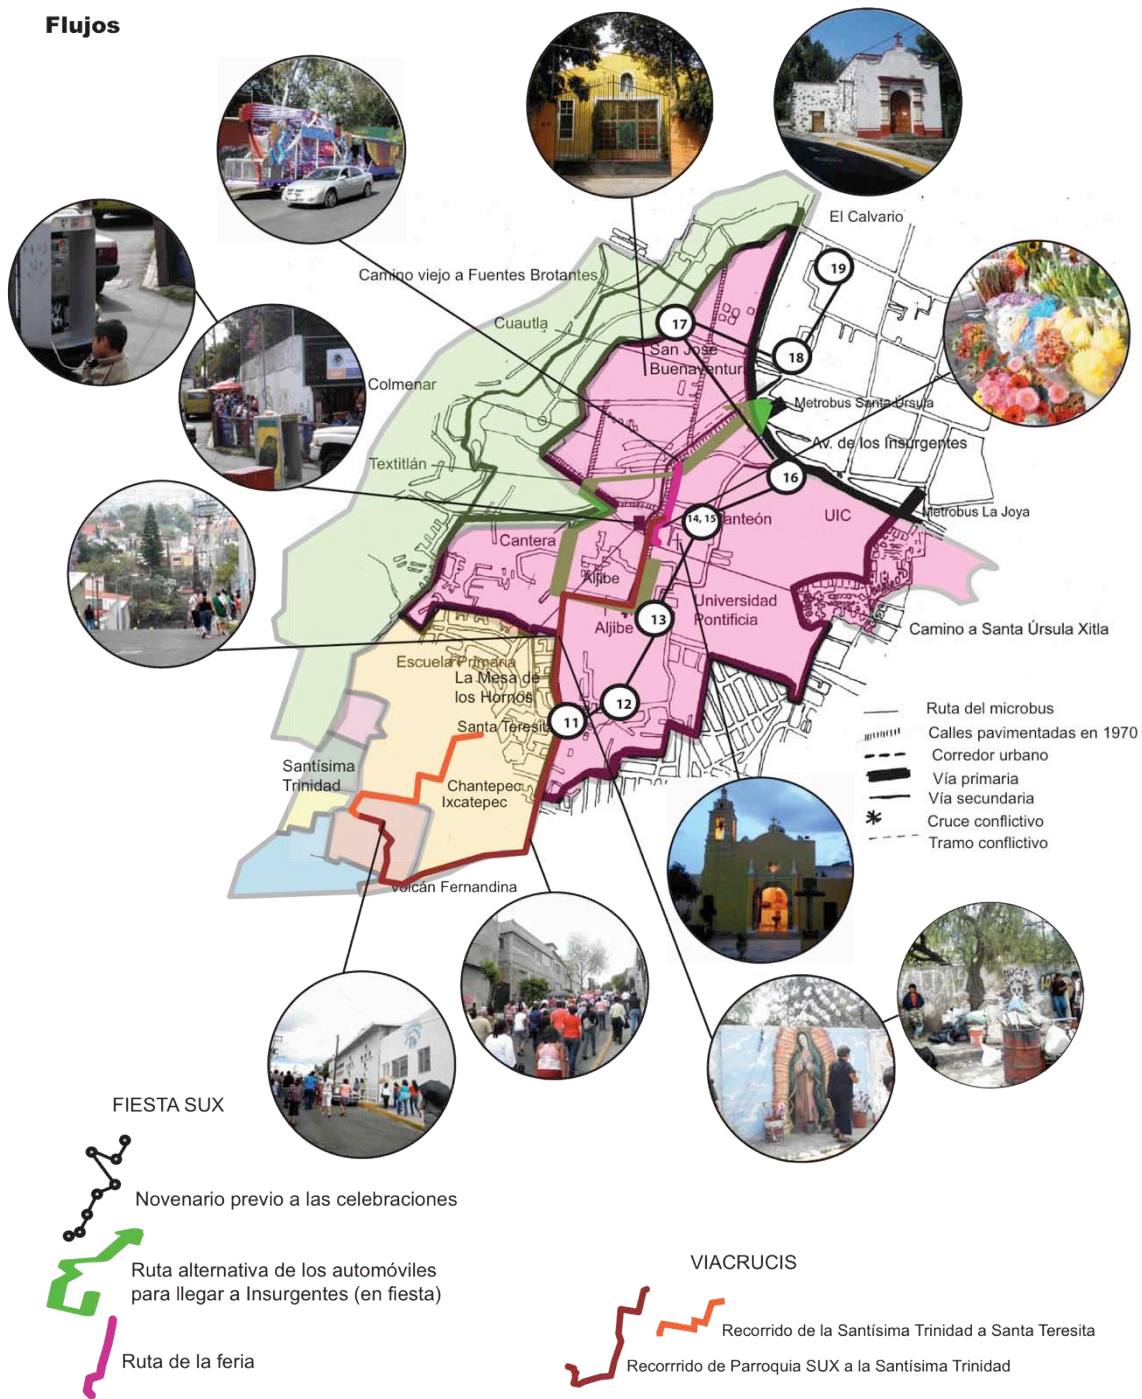 Flujos
El Calvario
19
Camino viejo a Fuentes Brotantes
Cuautla
17
San José
Buenaventura
18
Colmenar
Metrobus Santa Úrsula
Av. de los Insurgentes
Textitlán
16
Metrobus La Joya
14, 15
Panteón
UIC
Cantera
Aljibe
Universidad
Pontificia
13
Aljibe
Camino a Santa Úrsula Xitla
Escuela Primaria
La Mesa de
los Hornos
12
11
Santa Teresita
Santísima
Trinidad
Chantepec
Ixcatepec
Volcán Fernandina
Ruta del microbus
Calles pavimentadas en 1970
Corredor urbano
Vía primaria
Vía secundaria
Cruce conflictivo
Tramo conflictivo
FIESTA SUX
Novenario previo a las celebraciones
Ruta alternativa de los automóviles
para llegar a Insurgentes (en fiesta)
Ruta de la feria
VIACRUCIS
Recorrido de la Santísima Trinidad a Santa Teresita
Recorrrido de Parroquia SUX a la Santísima Trinidad